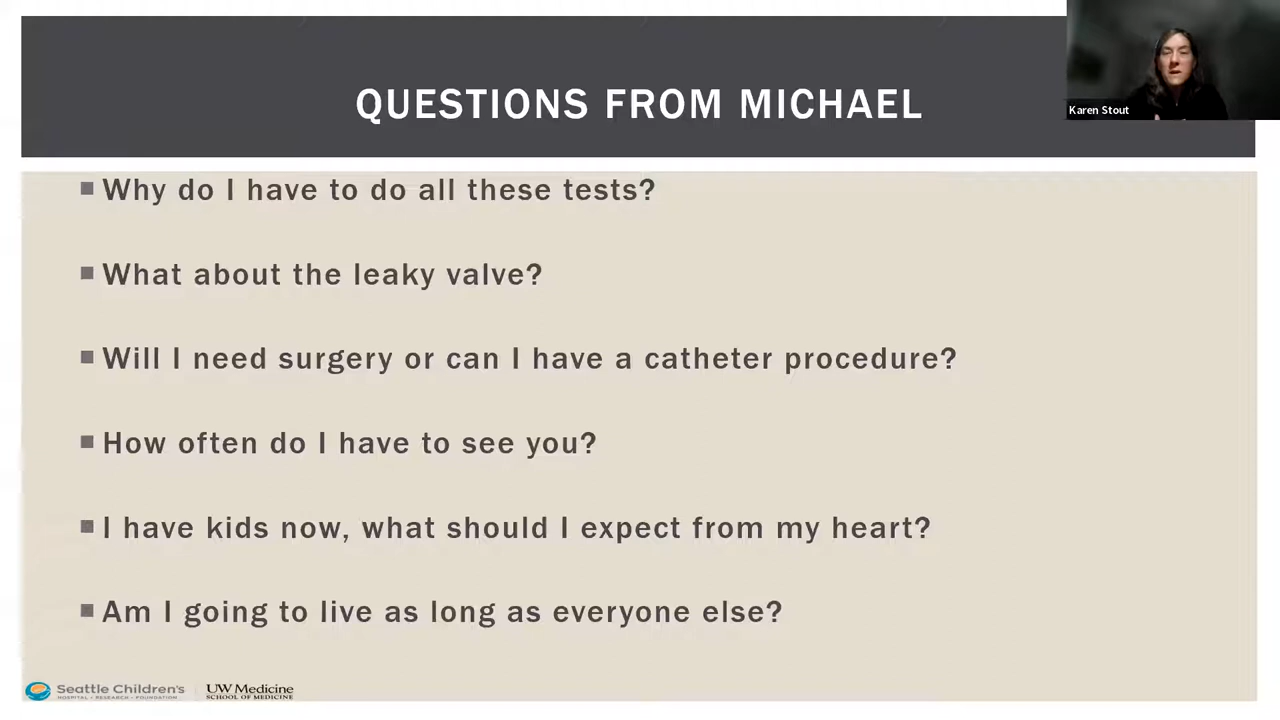 QUESTIONS FROM MICHAEL
Karen Stout
Why do I have to do all these tests?
What about the leaky valve?
Will I need surgery or can I have a catheter procedure?
How often do I have to see you?
I have kids now, what should I expect from my heart?
Am I going to live as long as everyone else?
Seattle Children's
HOSPITAL • RESEARCH • FOUNDATION
UW Medicine
SCHOOL OF MEDICINE